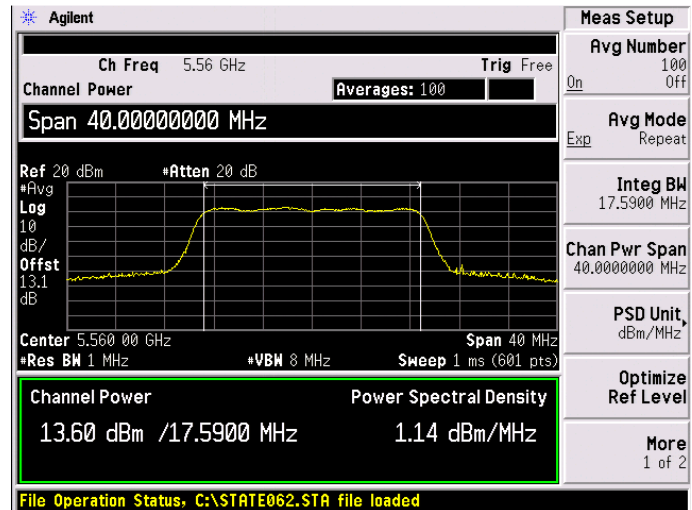 Agilent
Meas Setup
Ch Freq 5.56 GHz Trig Free
Channel Power Averages: 100
Span 40.00000000 MHz
Ref 20 dBm #Atten 20 dB
#Avg
Log
10
dB/
Offst
13.1
dB
Center 5.560 00 GHz Span 40 MHz
#Res BW 1 MHz #VBW 8 MHz Sweep 1 ms (601 pts)
Channel Power Power Spectral Density
13.60 dBm /17.5900 MHz 1.14 dBm/MHz
File Operation Status, C:\STATE062.STA file loaded
Avg Number
100
On Off
Avg Mode
Exp Repeat
Integ BW
17.5900 MHz
Chan Pwr Span
40.0000000 MHz
PSD Unit
dBm/MHz
Optimize
Ref Level
More
1 of 2